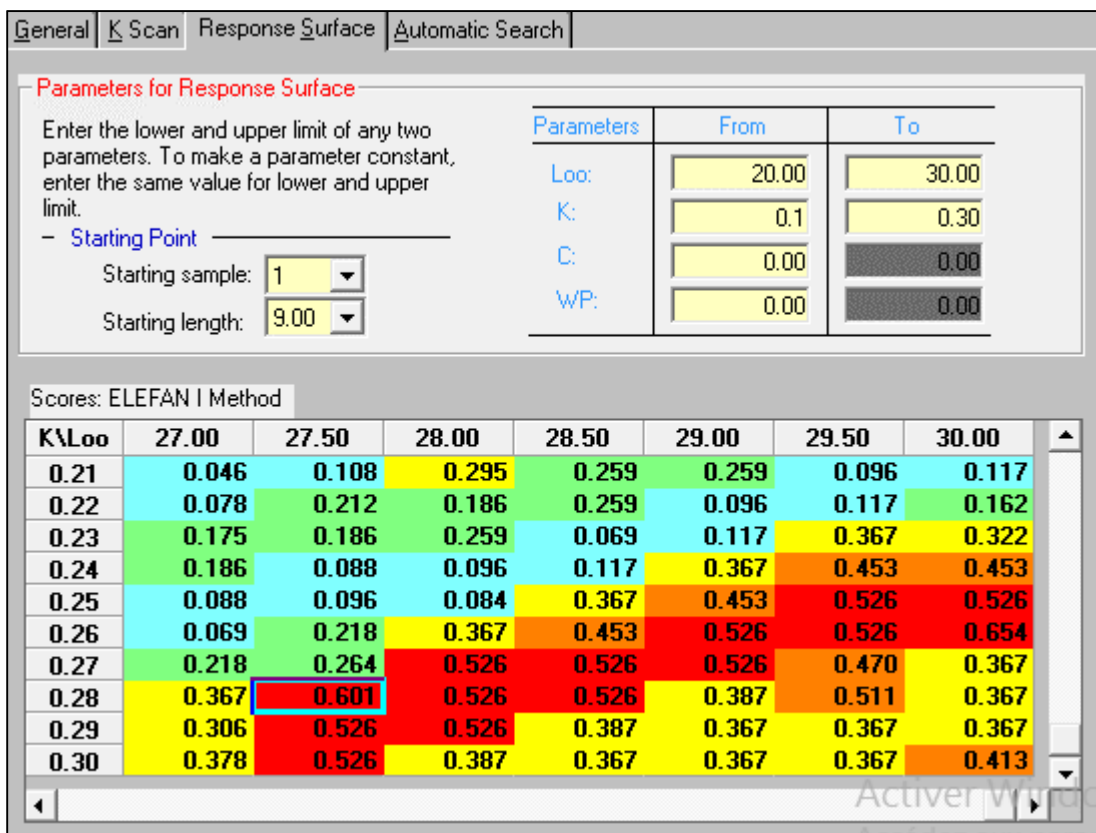 General K Scan Response Surface Automatic Search
Parameters for Response Surface
Enter the lower and upper limit of any two
parameters. To make a parameter constant,
enter the same value for lower and upper
limit.
Starting Point
Starting sample: 1
Starting length: 9.00
Parameters From To
Loo: 20.00 30.00
K: 0.1 0.30
C: 0.00 0.00
WP: 0.00 0.00
Scores: ELEFAN I Method
K\Loo 27.00 27.50 28.00 28.50 29.00 29.50 30.00
0.21 0.046 0.108 0.295 0.259 0.259 0.096 0.117
0.22 0.078 0.212 0.186 0.259 0.096 0.117 0.162
0.23 0.175 0.186 0.259 0.069 0.117 0.367 0.322
0.24 0.186 0.088 0.096 0.117 0.367 0.453 0.453
0.25 0.088 0.096 0.084 0.367 0.453 0.526 0.526
0.26 0.069 0.218 0.367 0.453 0.526 0.526 0.654
0.27 0.218 0.264 0.526 0.526 0.526 0.470 0.367
0.28 0.367 0.601 0.526 0.526 0.387 0.511 0.367
0.29 0.306 0.526 0.526 0.387 0.367 0.367 0.367
0.30 0.378 0.526 0.387 0.367 0.367 0.367 0.413
Activer Windo